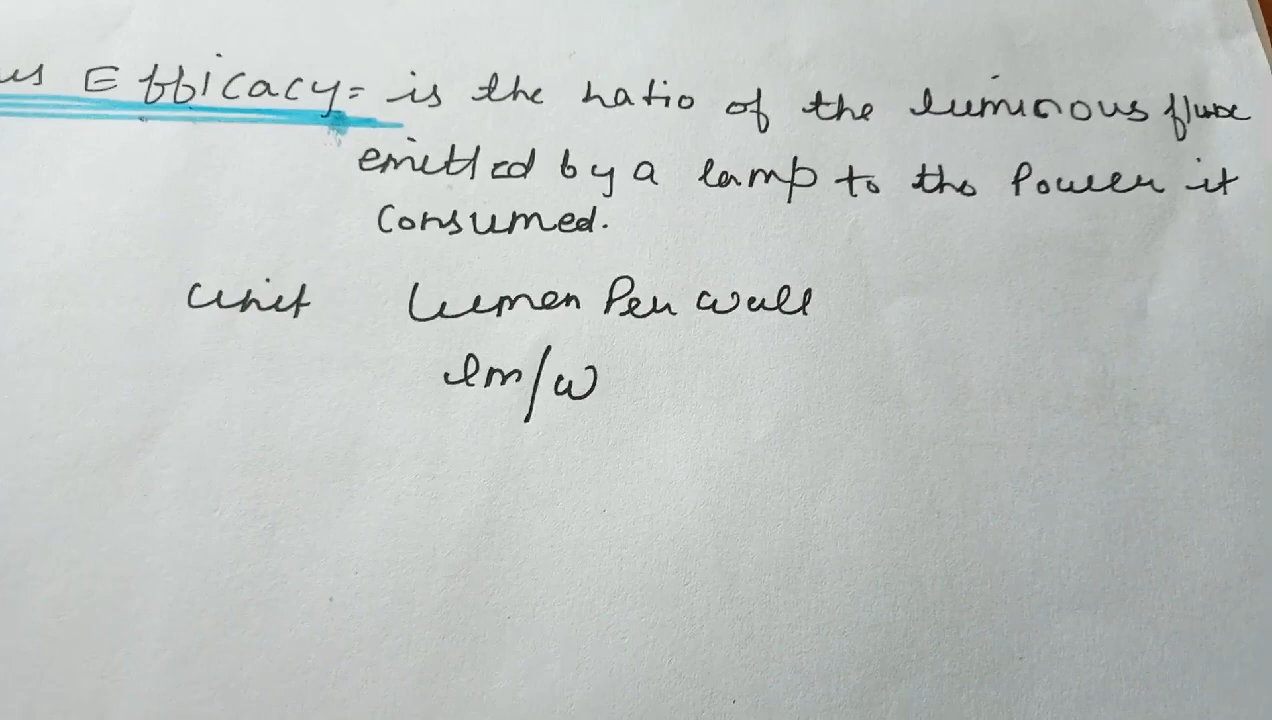 us Efficacy= is the ratio of the luminous flux
emitted by a lamp to the Power it
Consumed.
Unit Lumen Per watt
lm/w